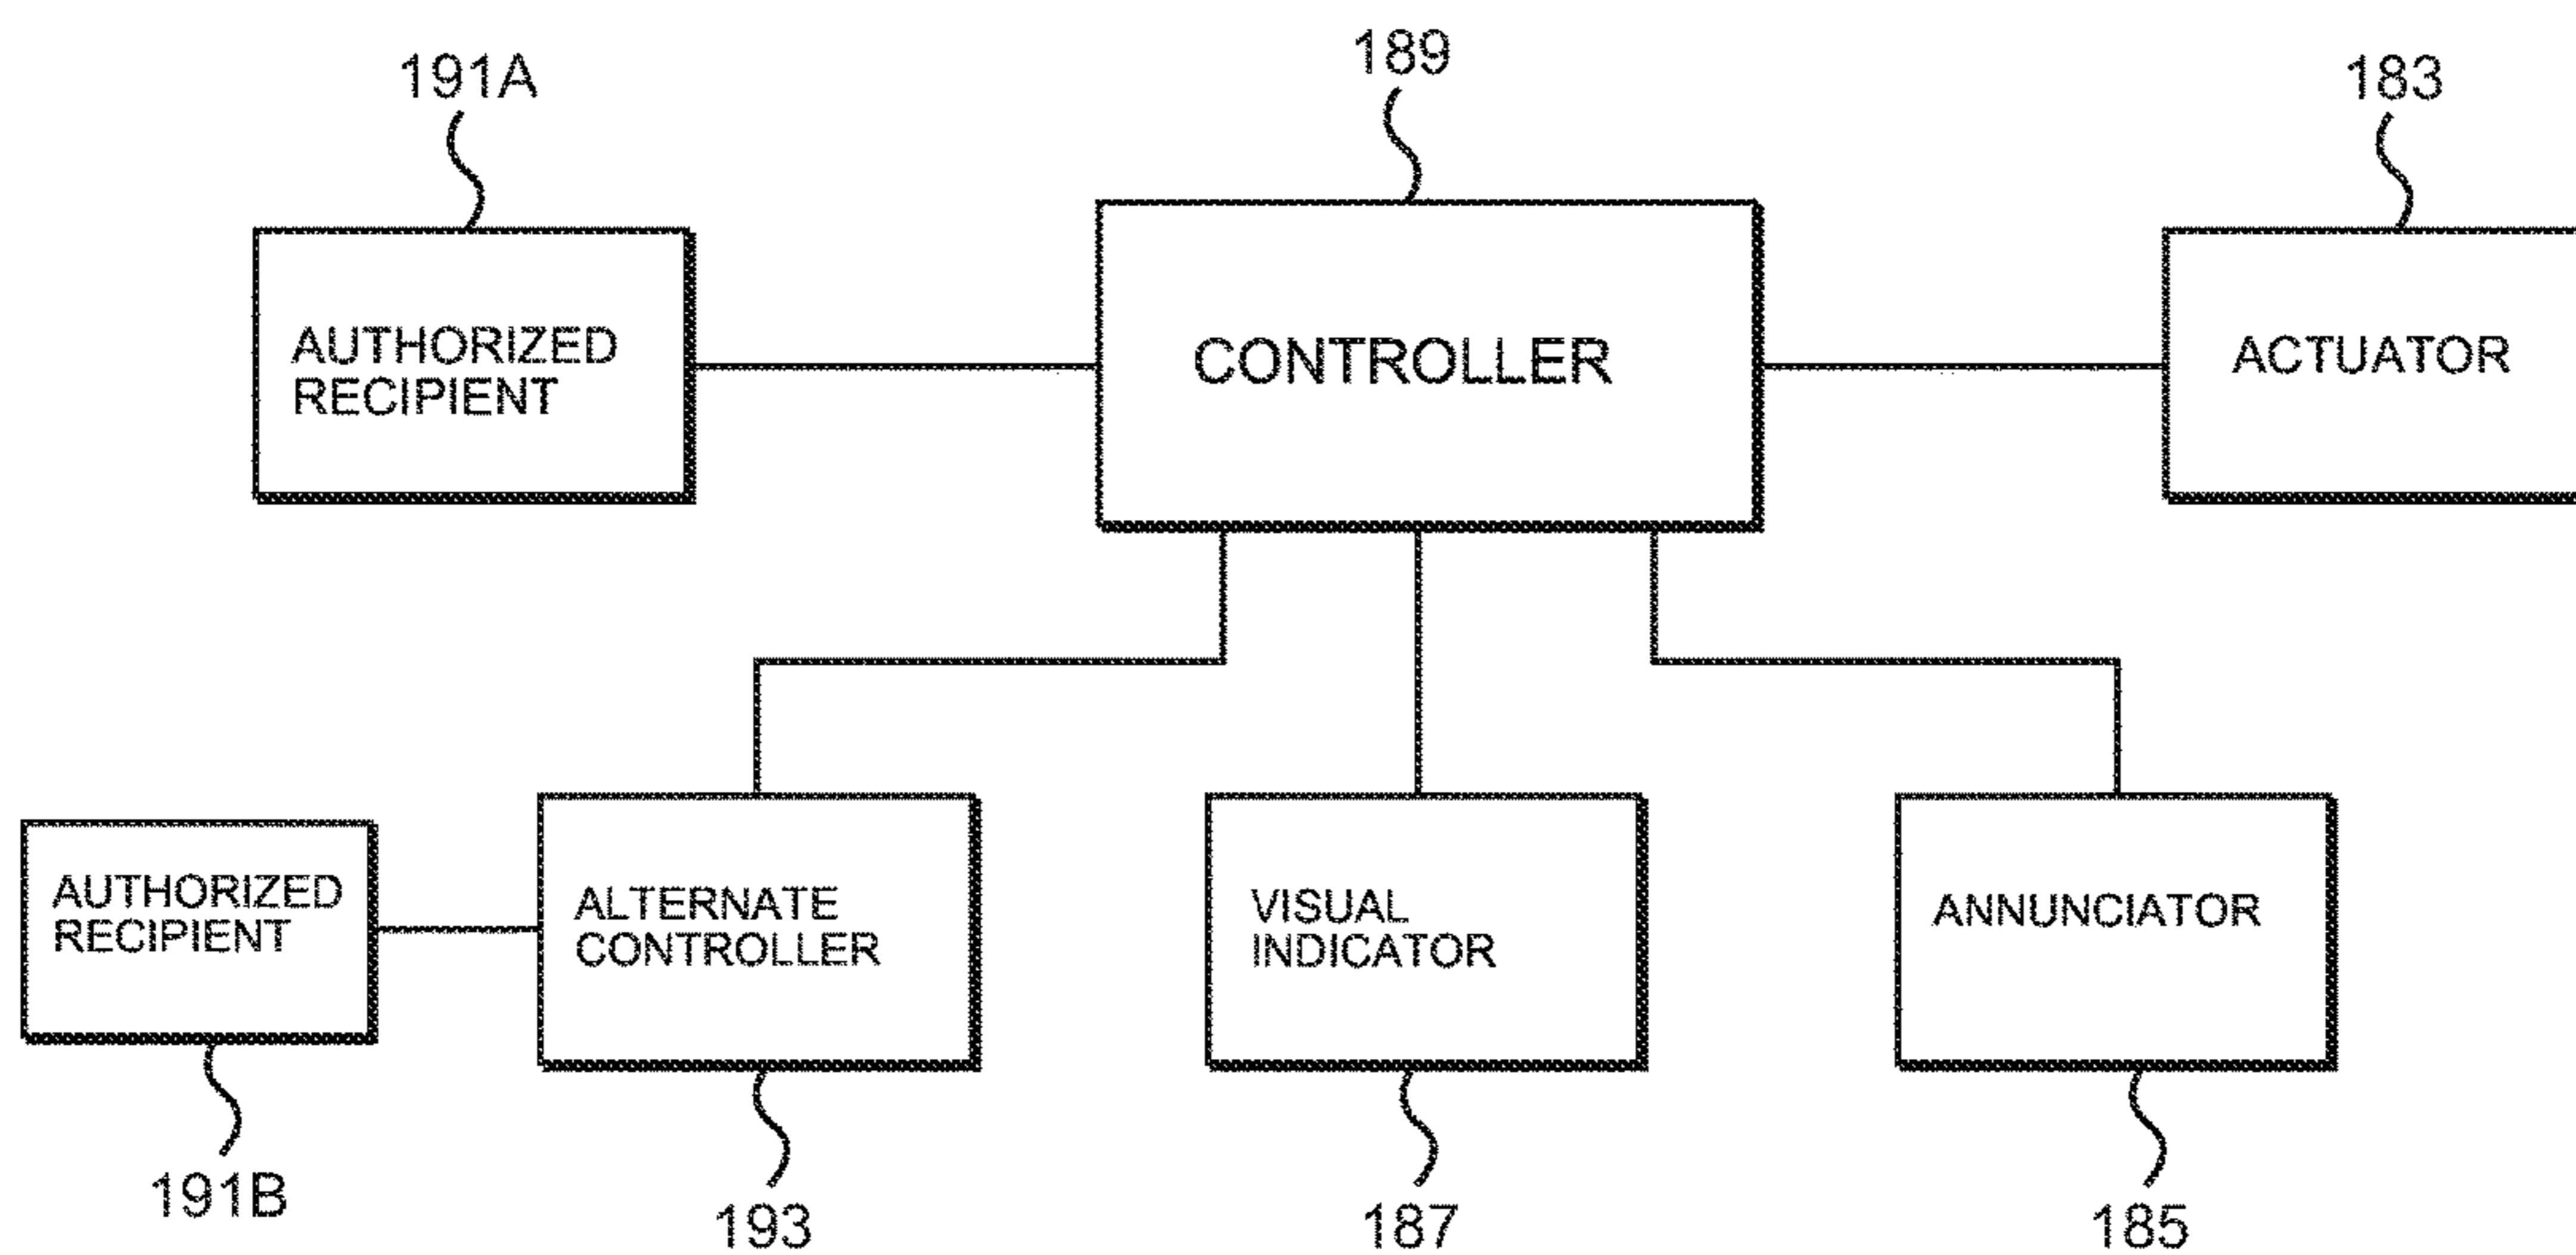 191A
189
183
AUTHORIZED
RECIPIENT
CONTROLLER
ACTUATOR
AUTHORIZED
RECIPIENT
ALTERNATE
CONTROLLER
VISUAL
INDICATOR
ANNUNCIATOR
191B
193
187
185